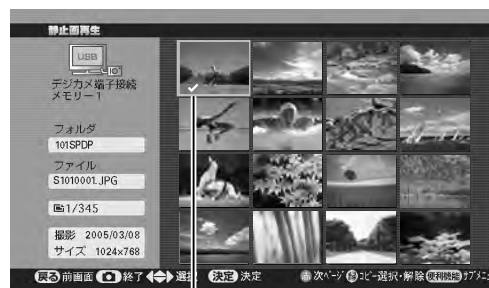 静止画再生
USB
デジカメ端子接続
メモリー1
フォルダ
101SPDP
ファイル
S1010001.JPG
1/345
撮影 2005/03/08
サイズ 1024×768
戻る 前画面 終了 選択 決定 決定 次ページ コピー選択・解除 便利機能 サブメニュ